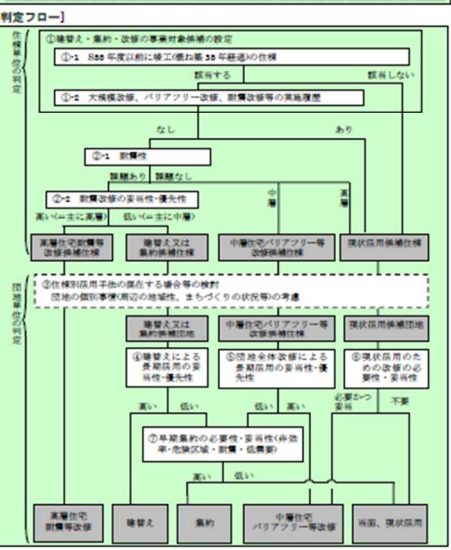 判定フロー］
住棟単位の判定
①建替え・集約・改修の事業対象候補の設定
①-1 S55 年度以前に竣工(概ね築 35 年経過)の住棟
該当する
該当しない
①-2 大規模改修、バリアフリー改修、耐震改修等の実施履歴
なし
あり
②-1 耐震性
課題あり
課題なし
②-2 耐震改修の妥当性・優先性
中層
高層
高い(=主に高層)
低い(=主に中層)
高層住宅耐震等
改修候補住棟
建替え又は
集約候補住棟
中層住宅バリアフリー等
改修候補住棟
現状活用候補住棟
団地単位の判定
③住棟別活用手法の混在する場合等の検討
団地の個別事情(周辺の地域性、まちづくりの状況等)の考慮
建替え又は
集約候補団地
中層住宅バリアフリー等
改修候補団地
現状活用候補団地
④建替えによる
長期活用の妥
当性・優先性
⑤団地全体改修による
長期活用の妥当性・優
先性
⑥現状活用のた
めの改修の必
要性・妥当性
高い
低い
低い
高い
必要かつ
妥当
不要
⑦早期集約の必要性・妥当性(非効
率・危険区域・耐震・低需要)
高い
低い
高層住宅
耐震等改修
建替え
集約
中層住宅
バリアフリー等改修
当面、現状活用